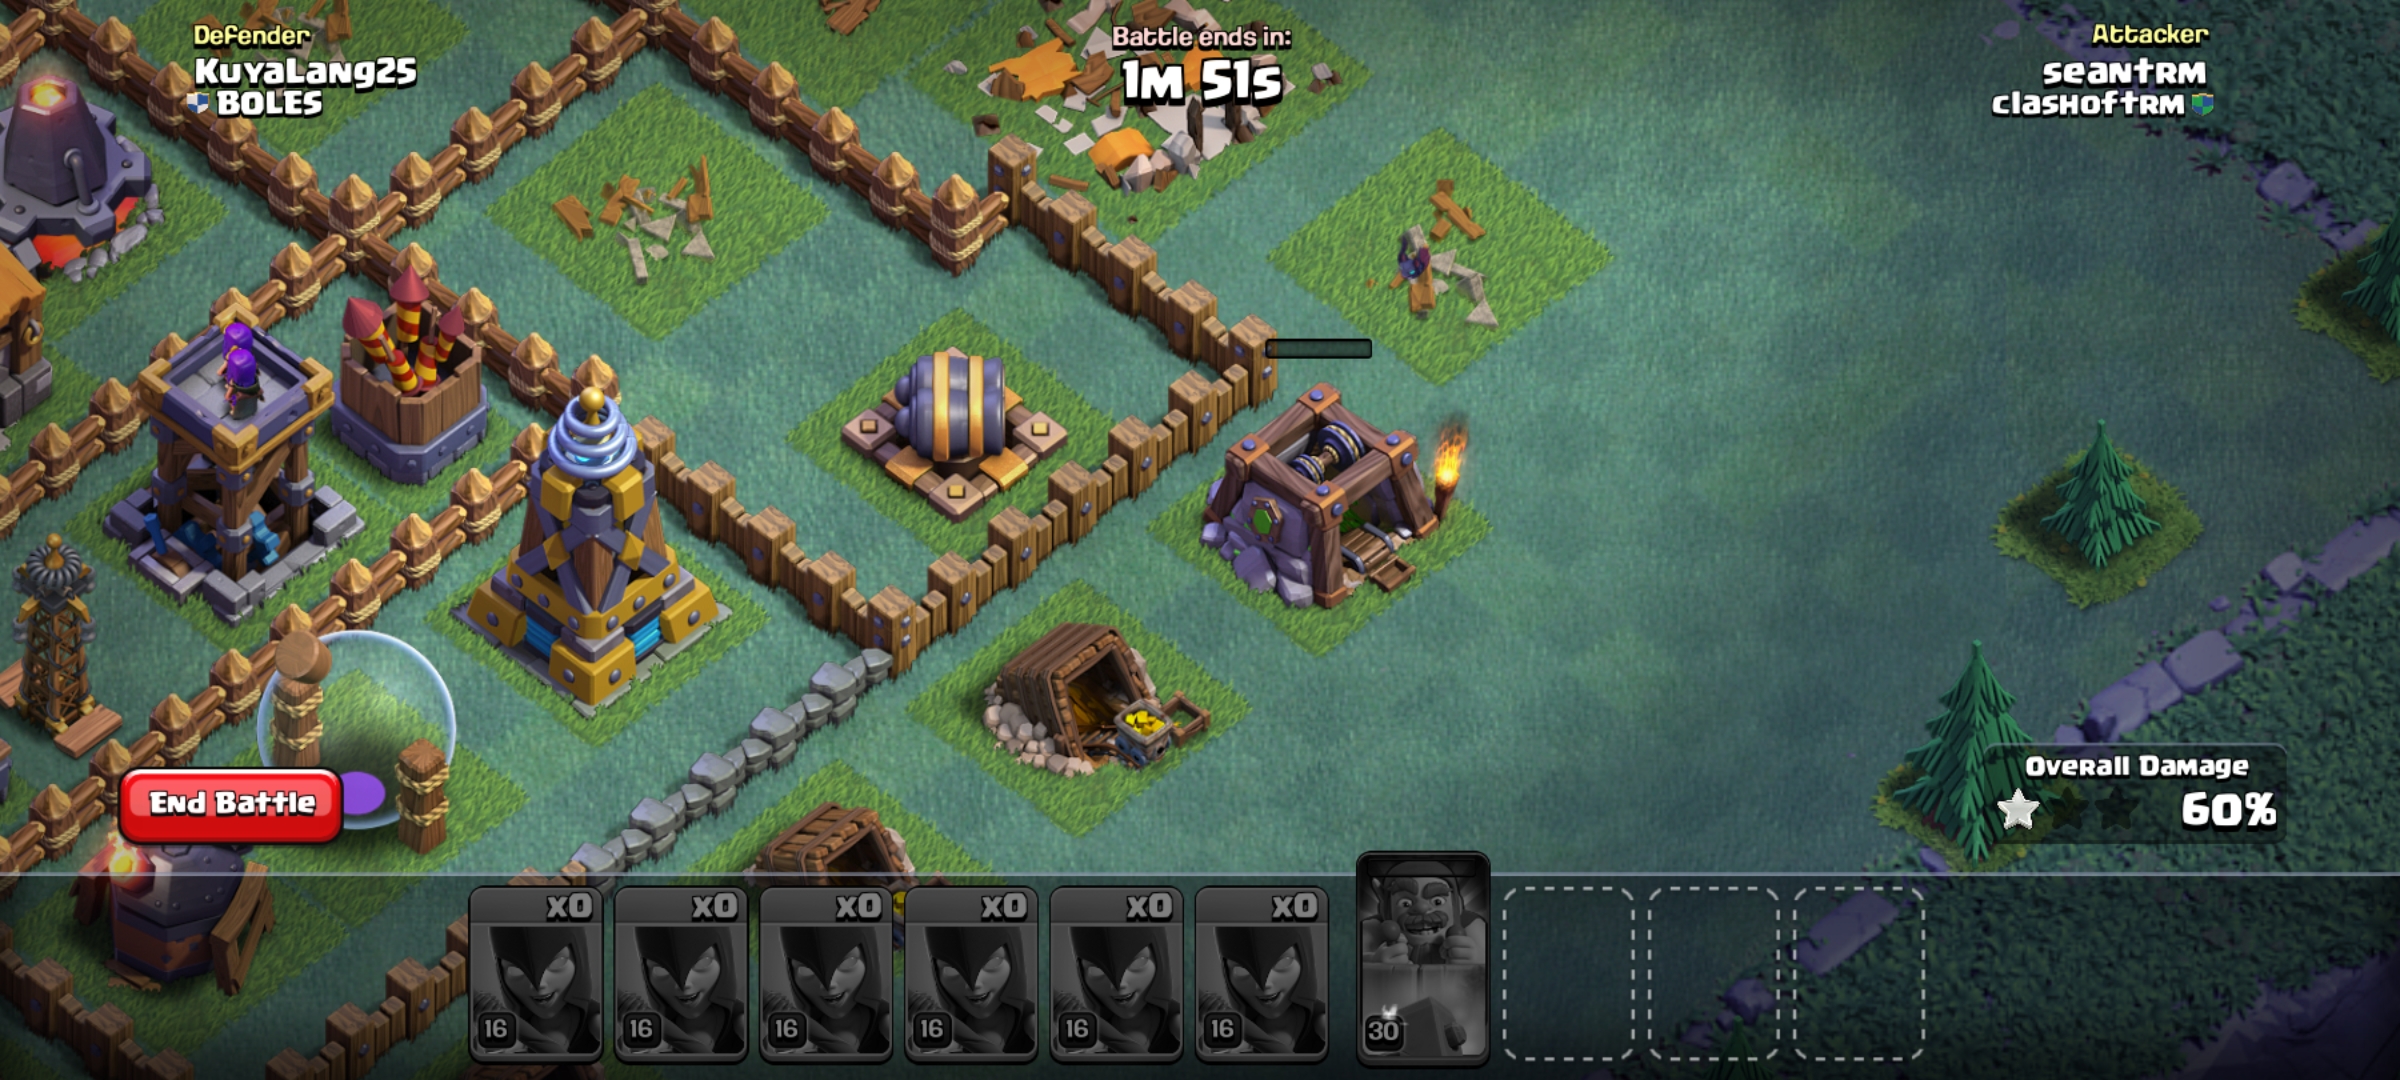 Defender
KuyaLang25
BOLES
Battle ends in:
1M 51s
Attacker
seantRM
clashoftRM
End Battle
Overall Damage
60%
x0 x0 x0 x0 x0 x0
16 16 16 16 16 16 30